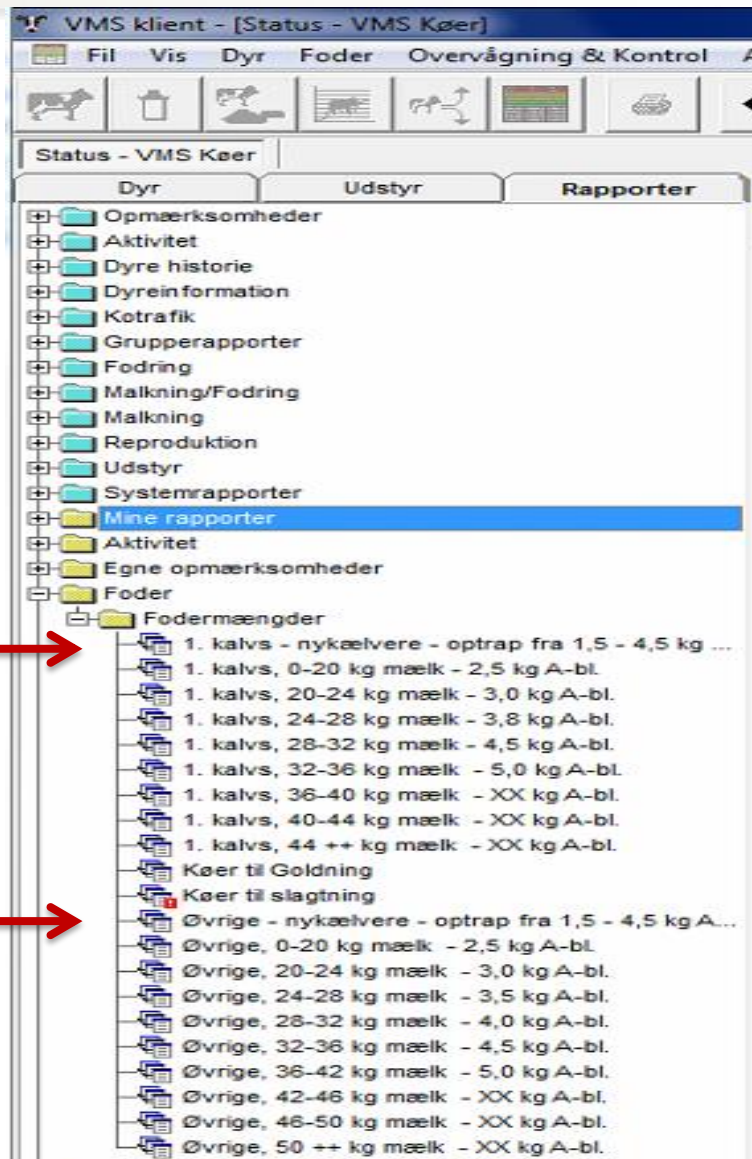 VMS klient - [Status - VMS Køer]
Fil Vis Dyr Foder Overvågning & Kontrol A
Status - VMS Køer
Dyr Udstyr Rapporter
Opmærksomheder
Aktivitet
Dyre historie
Dyreinformation
Kotrafik
Grupperapporter
Fodring
Malkning/Fodring
Malkning
Reproduktion
Udstyr
Systemrapporter
Mine rapporter
Aktivitet
Egne opmærksomheder
Foder
Fodermængder
1. kalvs - nykælvere - optrap fra 1,5 - 4,5 kg ...
1. kalvs, 0-20 kg mælk - 2,5 kg A-bl.
1. kalvs, 20-24 kg mælk - 3,0 kg A-bl.
1. kalvs, 24-28 kg mælk - 3,8 kg A-bl.
1. kalvs, 28-32 kg mælk - 4,5 kg A-bl.
1. kalvs, 32-36 kg mælk - 5,0 kg A-bl.
1. kalvs, 36-40 kg mælk - XX kg A-bl.
1. kalvs, 40-44 kg mælk - XX kg A-bl.
1. kalvs, 44 ++ kg mælk - XX kg A-bl.
Køer til Goldning
Køer til slagtning
Øvrige - nykælvere - optrap fra 1,5 - 4,5 kg A...
Øvrige, 0-20 kg mælk - 2,5 kg A-bl.
Øvrige, 20-24 kg mælk - 3,0 kg A-bl.
Øvrige, 24-28 kg mælk - 3,5 kg A-bl.
Øvrige, 28-32 kg mælk - 4,0 kg A-bl.
Øvrige, 32-36 kg mælk - 4,5 kg A-bl.
Øvrige, 36-42 kg mælk - 5,0 kg A-bl.
Øvrige, 42-46 kg mælk - XX kg A-bl.
Øvrige, 46-50 kg mælk - XX kg A-bl.
Øvrige, 50 ++ kg mælk - XX kg A-bl.